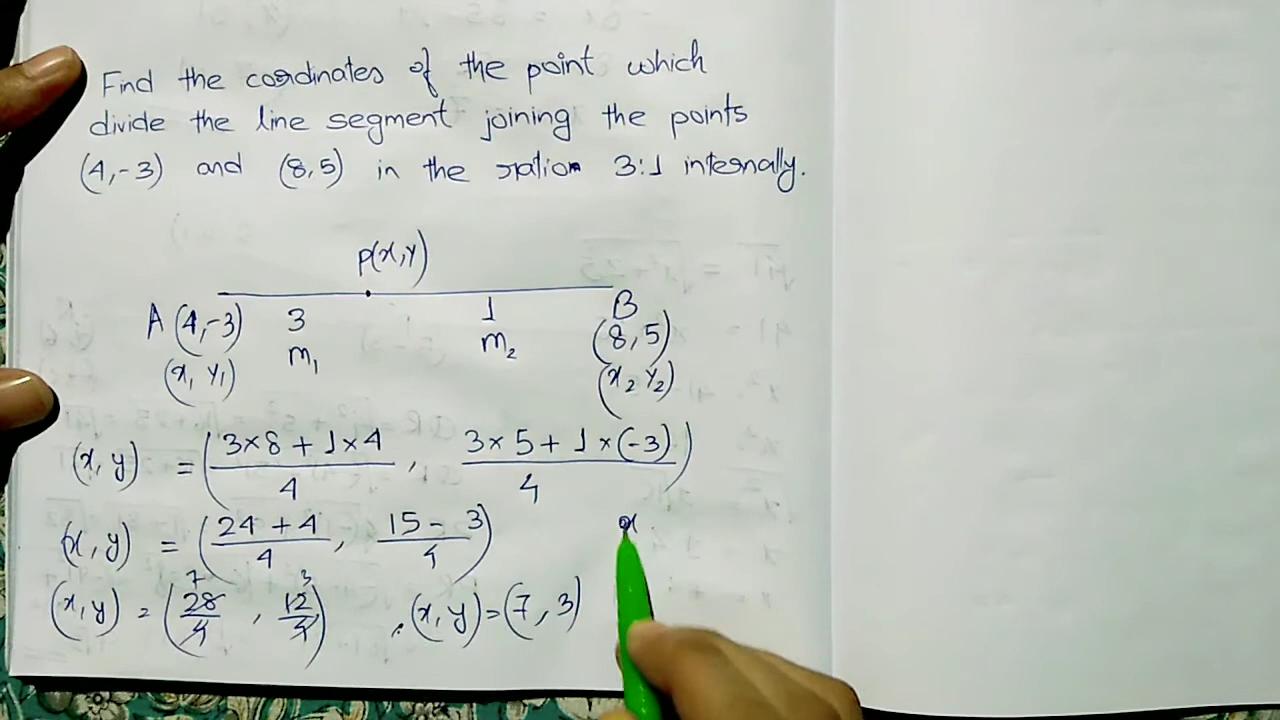 Find the cordinates of the point which
divide the line segment joining the points
(4,-3) and (8,5) in the ration 3:1 internally.
P(x,y)
A (4,-3) 3 1 B (8,5)
(x₁ y₁) m₁ m₂ (x₂ y₂)
(x, y) = (3×8+1×4/4, 3×5+1×(-3)/4)
(x, y) = (24+4/4, 15-3/4)
(x, y) = (28/4, 12/4) 7 3 (x, y)=(7, 3)
x